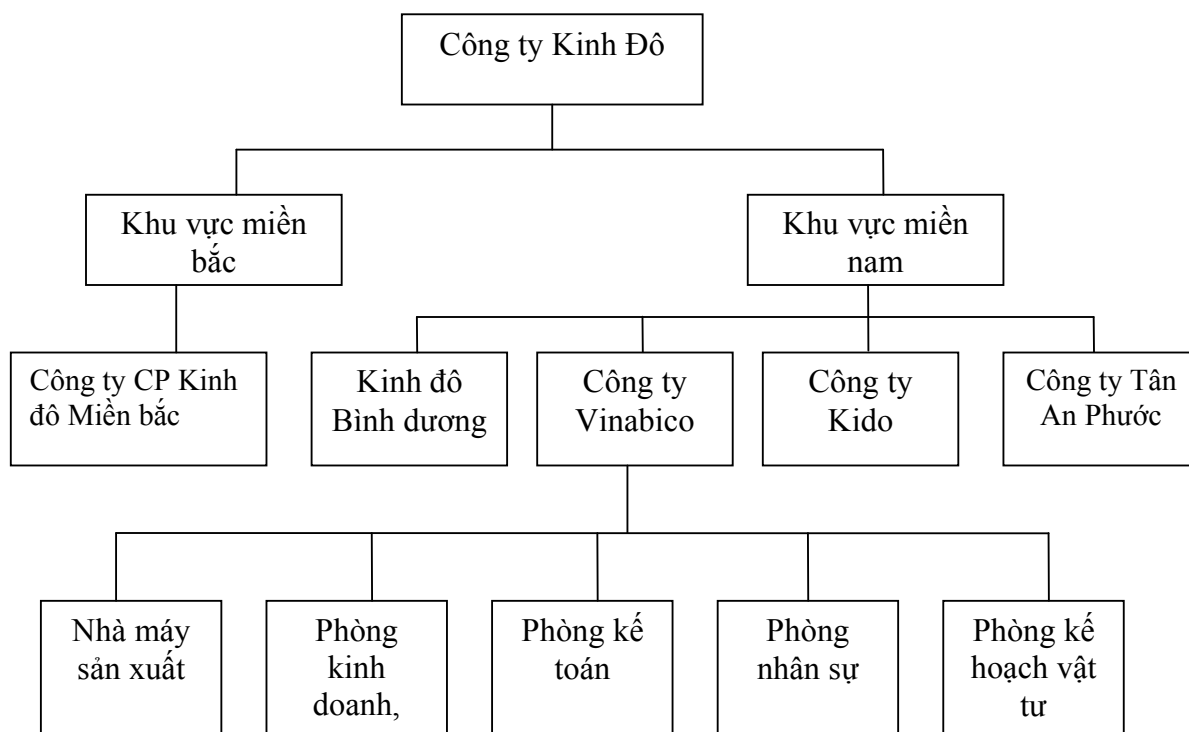 Công ty Kinh Đô
Khu vực miền
bắc
Khu vực miền
nam
Công ty CP Kinh
đô Miền bắc
Kinh đô
Bình dương
Công ty
Vinabico
Công ty
Kido
Công ty Tân
An Phước
Nhà máy
sản xuất
Phòng
kinh
doanh,
Phòng kế
toán
Phòng
nhân sự
Phòng kế
hoạch vật
tư